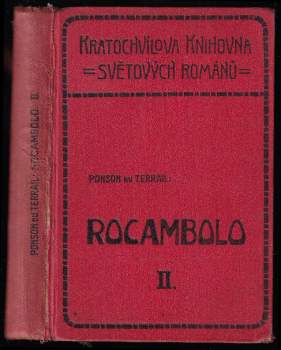 KRATOCHVÍLOVA KNIHOVNA
=SVĚTOVÝCH ROMÁNŮ=
PONSON DU TERRAIL:
ROCAMBOLO
II.
PONSON DU TERRAIL: ROCAMBOLO II.